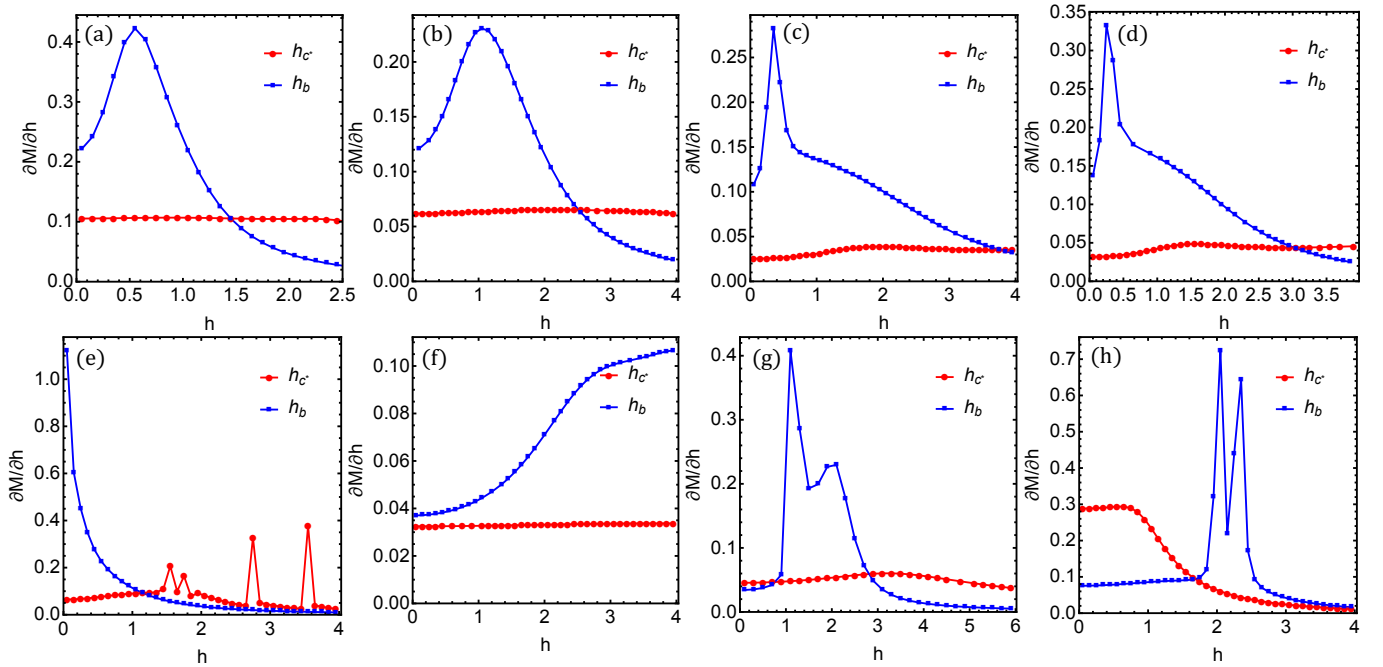 (a)
h_c*
h_b
∂M/∂h
0.4
0.3
0.2
0.1
0.0
0.0 0.5 1.0 1.5 2.0 2.5
h
(b)
h_c*
h_b
∂M/∂h
0.20
0.15
0.10
0.05
0.00
0 1 2 3 4
h
(c)
h_c*
h_b
∂M/∂h
0.25
0.20
0.15
0.10
0.05
0.00
0 1 2 3 4
h
(d)
h_c*
h_b
∂M/∂h
0.35
0.30
0.25
0.20
0.15
0.10
0.05
0.00
0.0 0.5 1.0 1.5 2.0 2.5 3.0 3.5
h
(e)
h_c*
h_b
∂M/∂h
1.0
0.8
0.6
0.4
0.2
0.0
0 1 2 3 4
h
(f)
h_c*
h_b
∂M/∂h
0.10
0.08
0.06
0.04
0.02
0.00
0 1 2 3 4
h
(g)
h_c*
h_b
∂M/∂h
0.4
0.3
0.2
0.1
0.0
0 1 2 3 4 5 6
h
(h)
h_c*
h_b
∂M/∂h
0.7
0.6
0.5
0.4
0.3
0.2
0.1
0.0
0 1 2 3 4
h